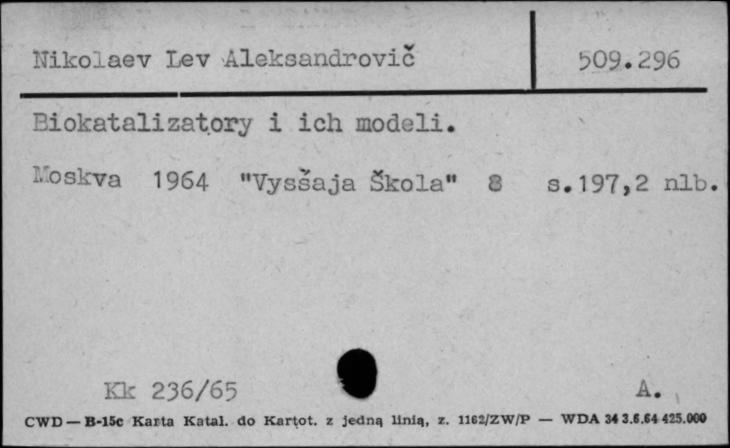 Nikolaev Lev Aleksandrovič 509.296
Biokatalizatory i ich modeli.
Moskva 1964 "Vysšaja Škola" 8 s.197,2 nlb.
Kk 236/65 A.
CWD — B-15c Karta Katal. do Kartot. z jedną linią, z. 1162/ZW/P — WDA 34 3.6.64 425.000